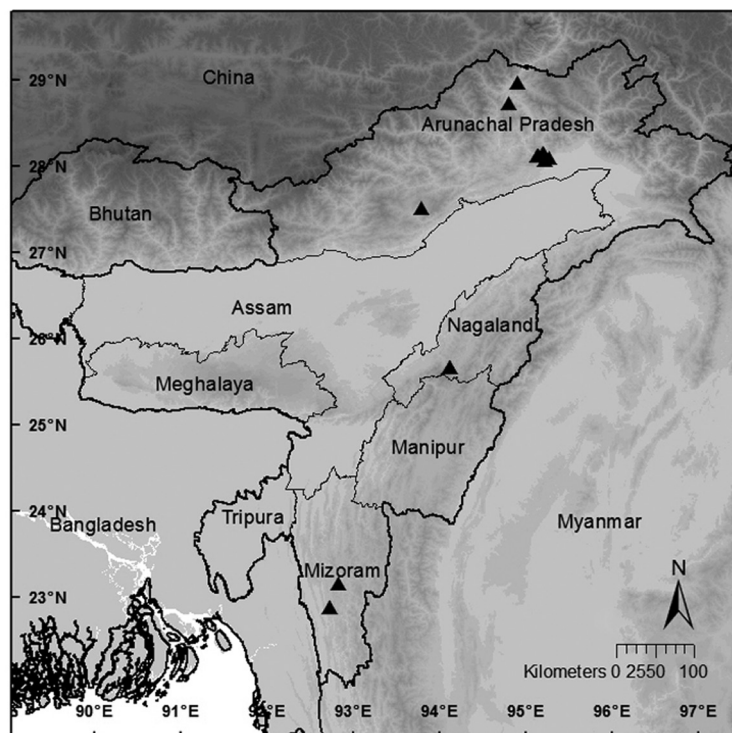 29°N
China
Arunachal Pradesh
28°N
Bhutan
27°N
Assam
Nagaland
26°N
Meghalaya
25°N
Manipur
24°N
Bangladesh
Tripura
Myanmar
Mizoram
N
23°N
Kilometers 0 2550 100
90°E 91°E 92°E 93°E 94°E 95°E 96°E 97°E